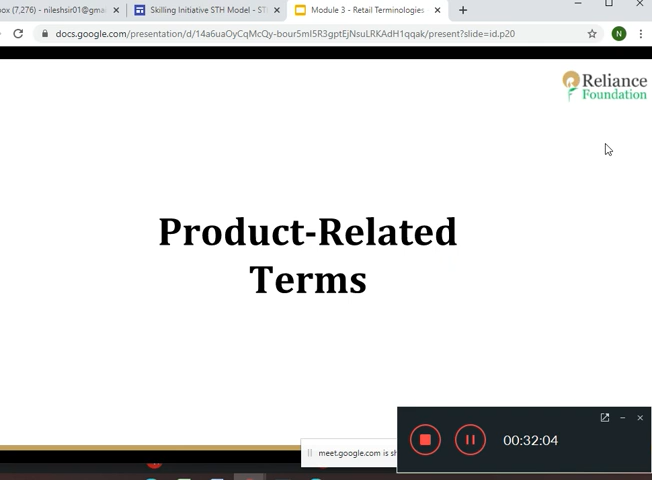 box (7,276) - nileshsir01@gma
Skilling Initiative STH Model - ST
Module 3 - Retail Terminologies
docs.google.com/presentation/d/14a6uaOyCqMcQy-bour5mI5R3gptEjNsuLRKAdH1qqak/present?slide=id.p20
N
Reliance
Foundation
Product-Related
Terms
meet.google.com is sh
00:32:04